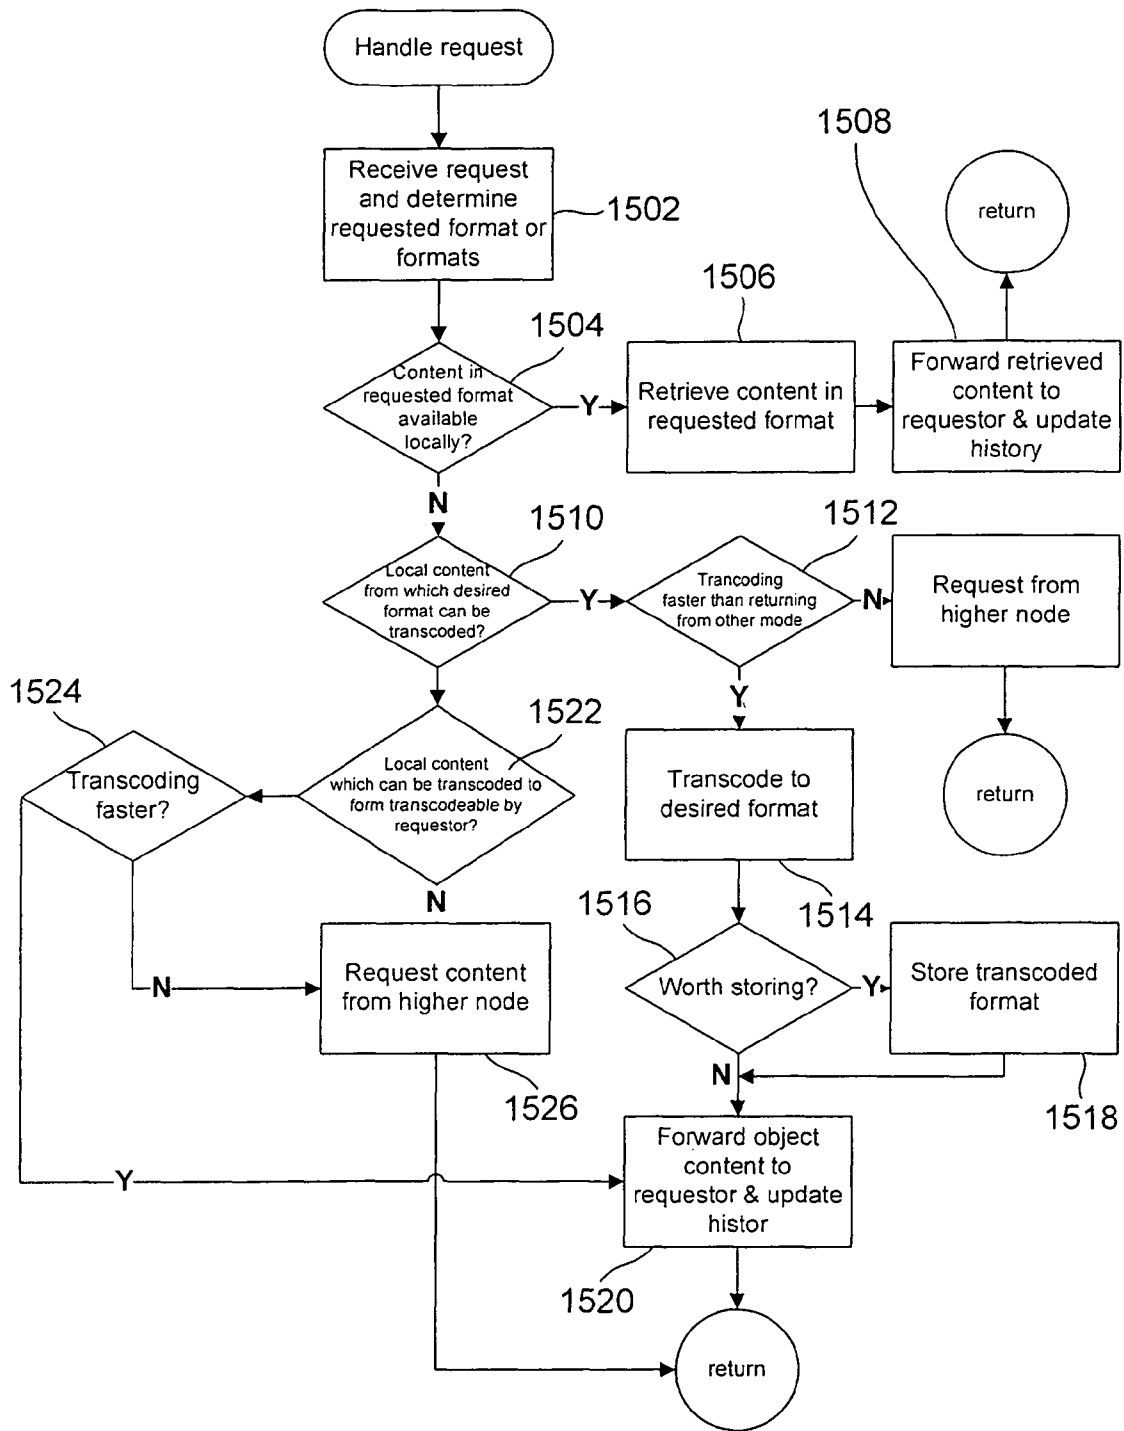 Handle request
Receive request
and determine
requested format or
formats
1502
1504
Content in
requested format
available
locally?
Y
1506
Retrieve content in
requested format
1508
Forward retrieved
content to
requestor & update
history
return
N
1510
Local content
from which desired
format can be
transcoded?
Y
1512
Trancoding
faster than returning
from other mode
N
Request from
higher node
return
Y
Transcode to
desired format
1514
1516
Worth storing?
Y
Store transcoded
format
1518
N
1522
Local content
which can be transcoded to
form transcodeable by
requestor?
N
1524
Transcoding
faster?
N
Request content
from higher node
1526
Y
Forward object
content to
requestor & update
histor
1520
return